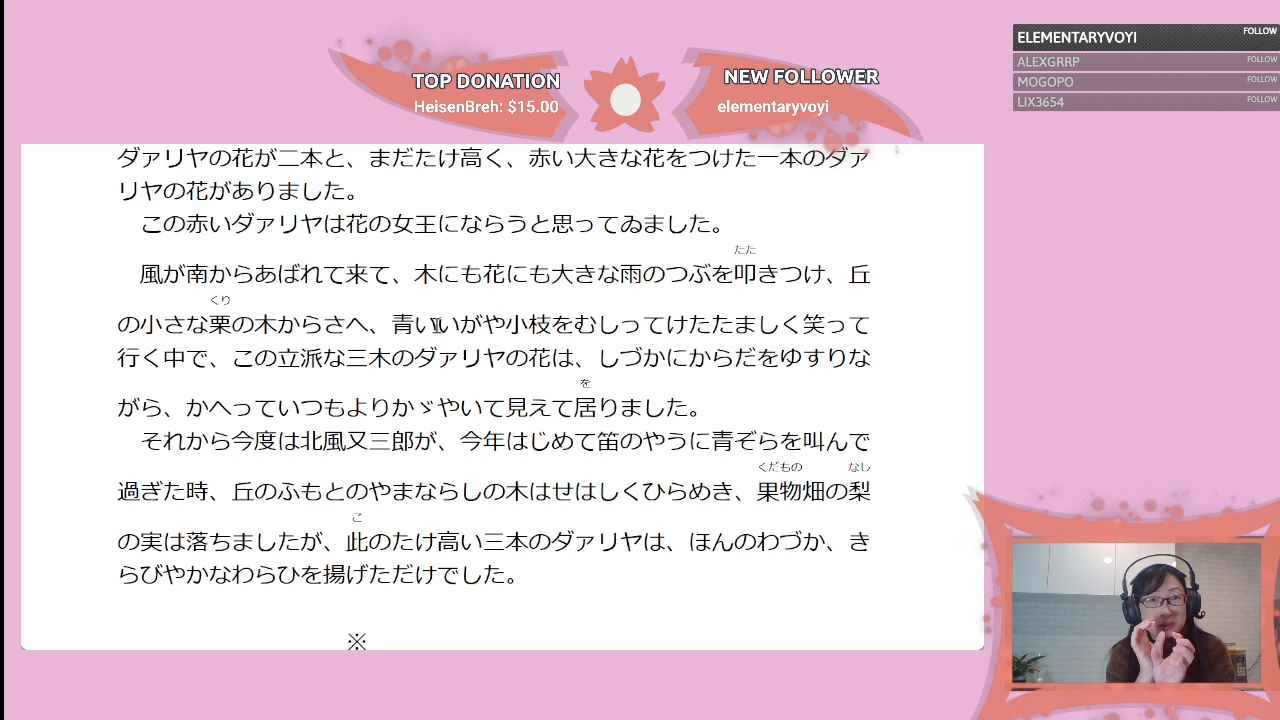 TOP DONATION
HeisenBreh: $15.00
NEW FOLLOWER
elementaryvoyi
ELEMENTARYVOYI FOLLOW
ALEXGRRP FOLLOW
MOGOPO FOLLOW
LIX3654 FOLLOW
ダァリヤの花が二本と、まだたけ高く、赤い大きな花をつけた一本のダァ
リヤの花がありました。
この赤いダァリヤは花の女王にならうと思ってゐました。
たた
風が南からあばれて来て、木にも花にも大きな雨のつぶを叩きつけ、丘
くり
の小さな栗の木からさへ、青いいがや小枝をむしってけたたましく笑って
行く中で、この立派な三本のダァリヤの花は、しづかにからだをゆすりな
を
がら、かへっていつもよりかゞやいて見えて居りました。
それから今度は北風又三郎が、今年はじめて笛のやうに青ぞらを叫んで
くだもの なし
過ぎた時、丘のふもとのやまならしの木はせはしくひらめき、果物畑の梨
こ
の実は落ちましたが、此のたけ高い三本のダァリヤは、ほんのわづか、き
らびやかなわらひを揚げただけでした。
※